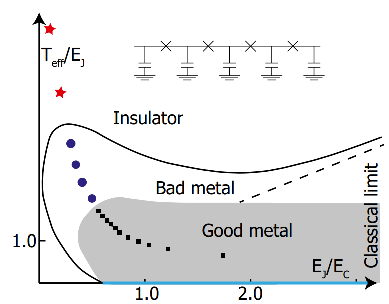 T_eff/E_J
Insulator
Bad metal
Classical limit
Good metal
1.0
E_J/E_C
1.0
2.0